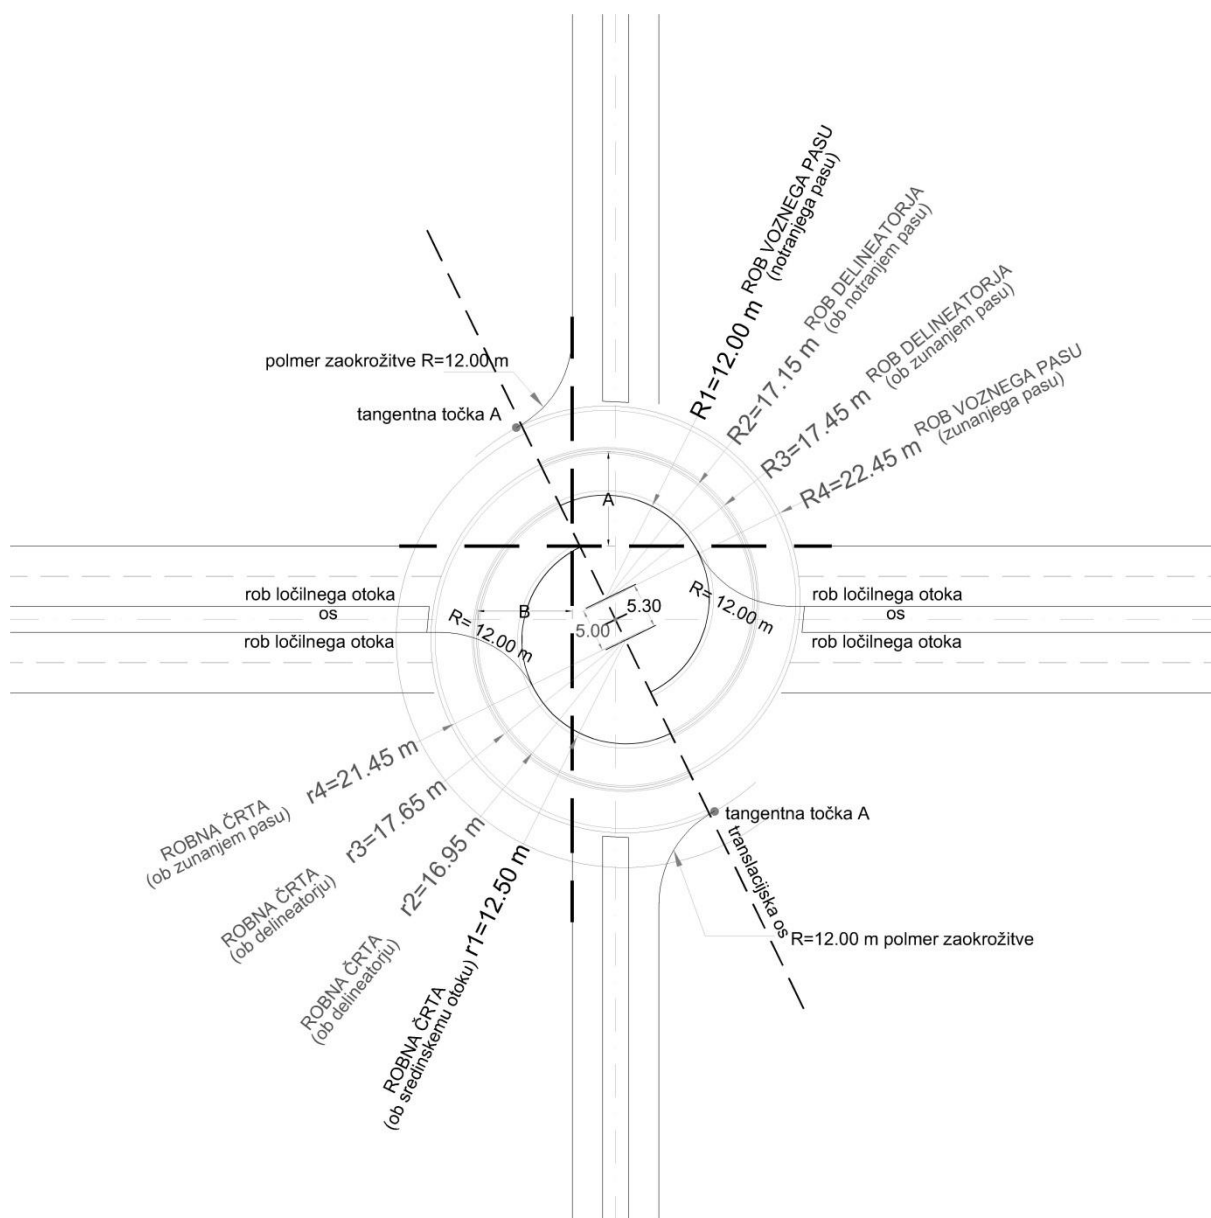 R1=12.00 m ROB VOZNEGA PASU
(notranjega pasu)
R2=17.15 m ROB DELINEATORJA
(ob notranjem pasu)
R3=17.45 m ROB DELINEATORJA
(ob zunanjem pasu)
R4=22.45 m ROB VOZNEGA PASU
(zunanjega pasu)
polmer zaokrožitve R=12.00 m
tangentna točka A
A
rob ločilnega otoka
os
rob ločilnega otoka
B
R= 12.00 m
5.30
5.00
R= 12.00 m
rob ločilnega otoka
os
rob ločilnega otoka
ROBNA ČRTA
(ob zunanjem pasu)
r4=21.45 m
ROBNA ČRTA
(ob delineatorju)
r3=17.65 m
ROBNA ČRTA
(ob delineatorju)
r2=16.95 m
ROBNA ČRTA
(ob sredinskemu otoku)
r1=12.50 m
tangentna točka A
translacijska os
R=12.00 m polmer zaokrožitve